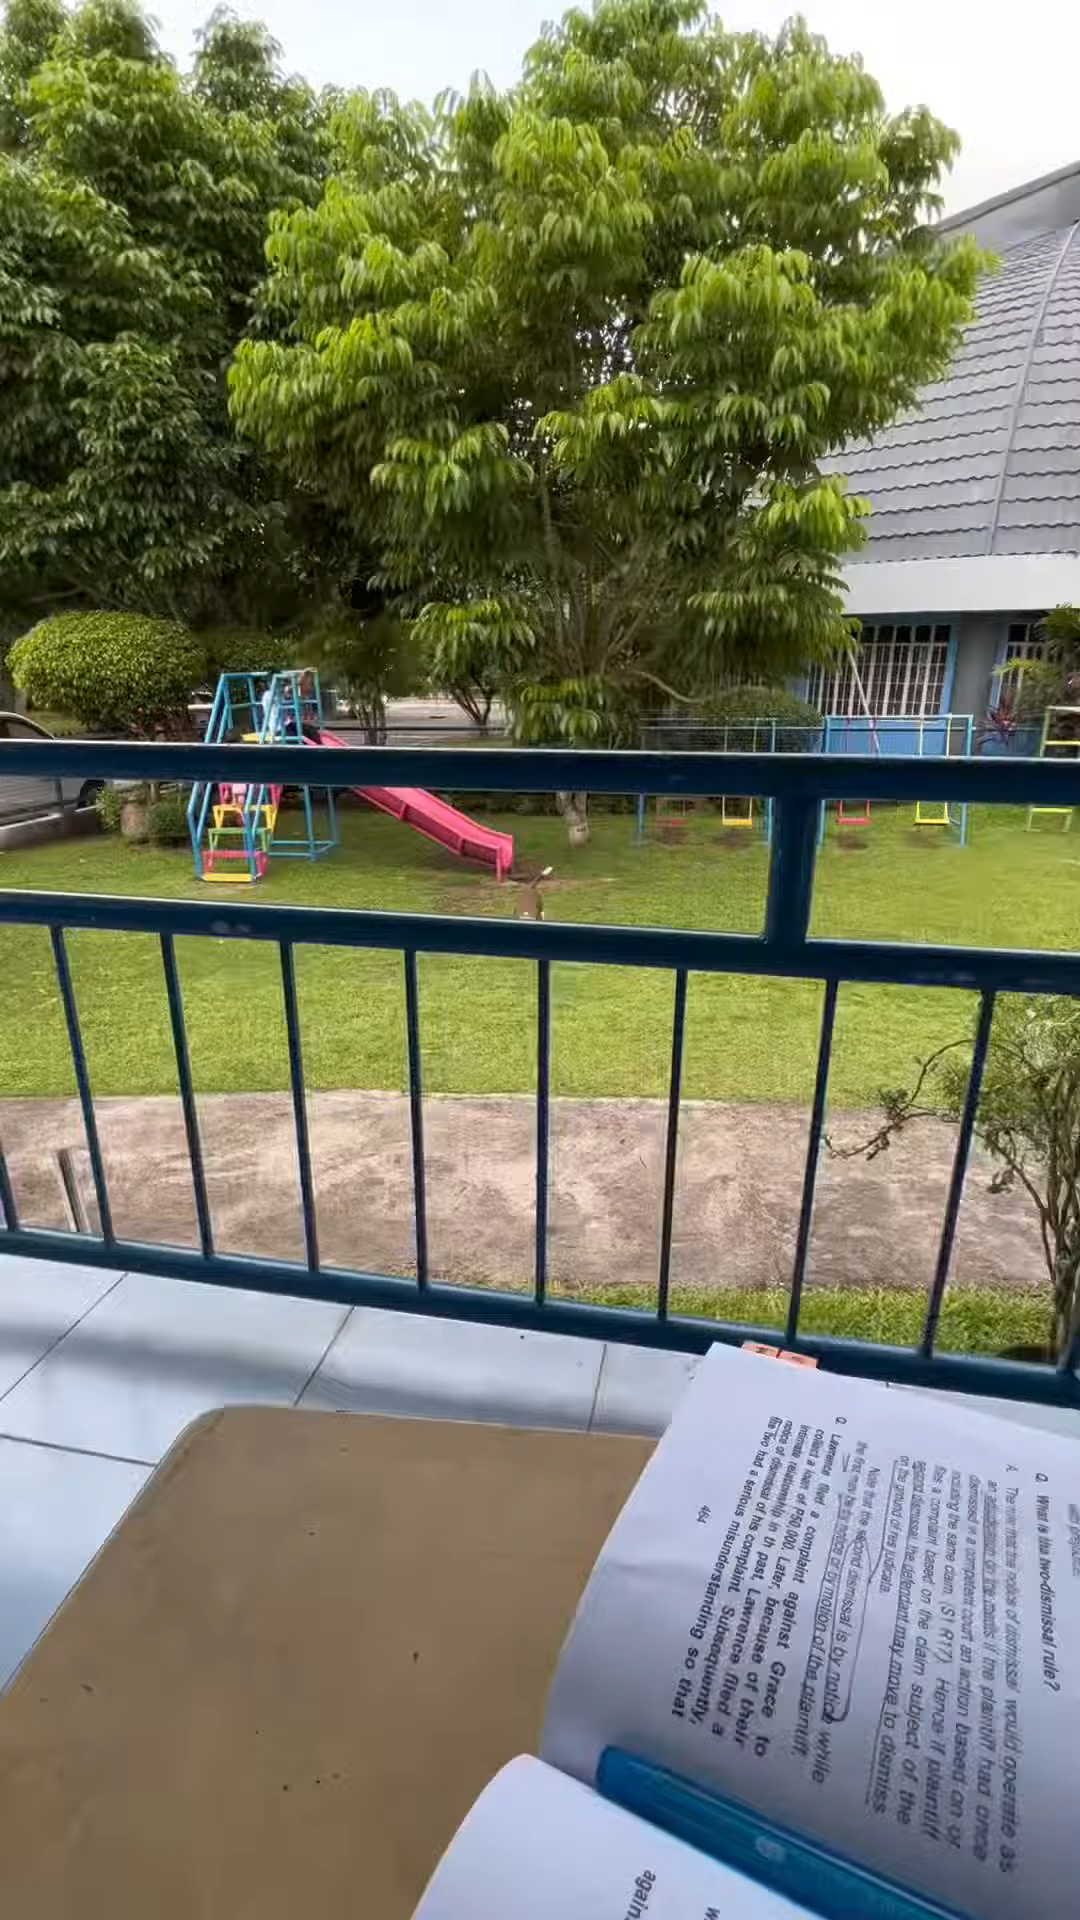 with prejudice.
Q. What is the two-dismissal rule?
A. The rule that the notice of dismissal would operate as
an adjudication on the merits if the plaintiff had once
dismissed in a competent court an action based on or
including the same claim (S1 R17). Hence if plaintiff
files a complaint based on the claim subject of the
second dismissal, the defendant may move to dismiss
on the ground of res judicata.
Note that the second dismissal is by notice while
the first may be by notice or by motion of the plaintiff.
Q. Lawrence filed a complaint against Grace to
collect a loan of P50,000. Later, because of their
intimate relationship in th past, Lawrence filed a
notice of dismissal of his complaint. Subsequently,
the two had a serious misunderstanding so that
464
again